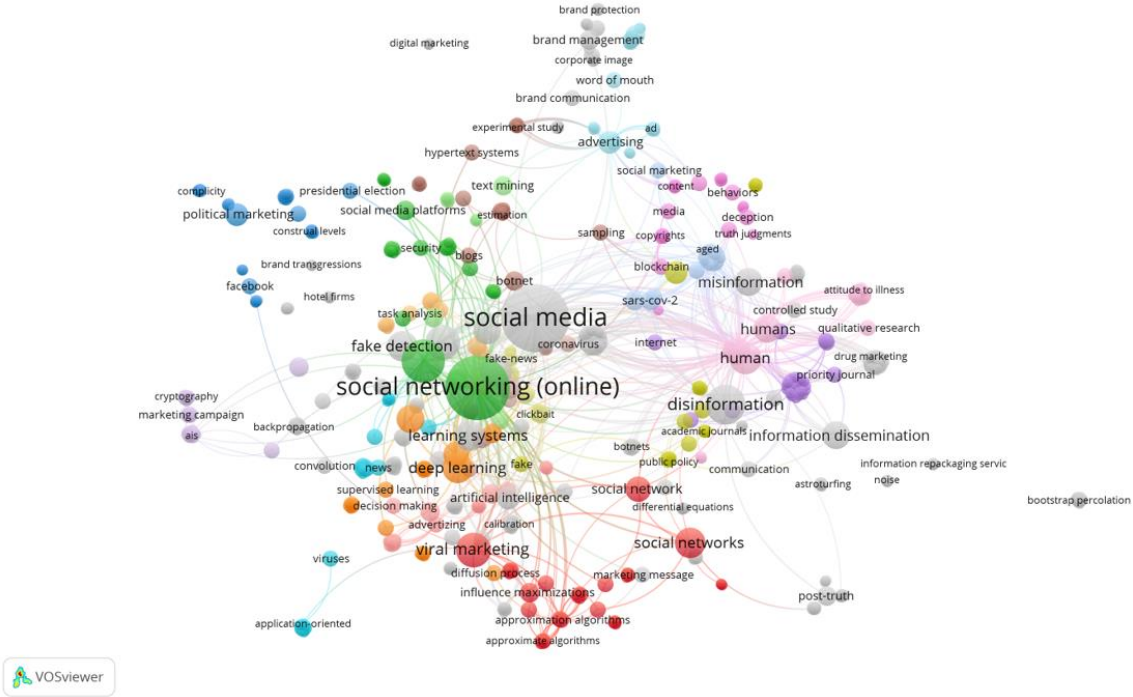 brand protection
brand management
digital marketing
corporate image
word of mouth
brand communication
experimental study
ad
advertising
hypertext systems
social marketing
text mining
content
behaviors
complicity
presidential election
political marketing
social media platforms
estimation
media
deception
construal levels
sampling
copyrights
truth judgments
security
blogs
aged
brand transgressions
blockchain
botnet
misinformation
facebook
hotel firms
sars-cov-2
attitude to illness
controlled study
task analysis
social media
humans
qualitative research
fake detection
coronavirus
internet
fake-news
human
drug marketing
priority journal
social networking (online)
cryptography
disinformation
marketing campaign
clickbait
backpropagation
ais
learning systems
academic journals
information dissemination
botnets
convolution
news
deep learning
fake
public policy
communication
information repackaging servic
noise
supervised learning
social network
astroturfing
artificial intelligence
bootstrap percolation
decision making
differential equations
advertizing
calibration
viral marketing
social networks
viruses
diffusion process
marketing message
influence maximizations
post-truth
application-oriented
approximation algorithms
approximate algorithms
VOSviewer